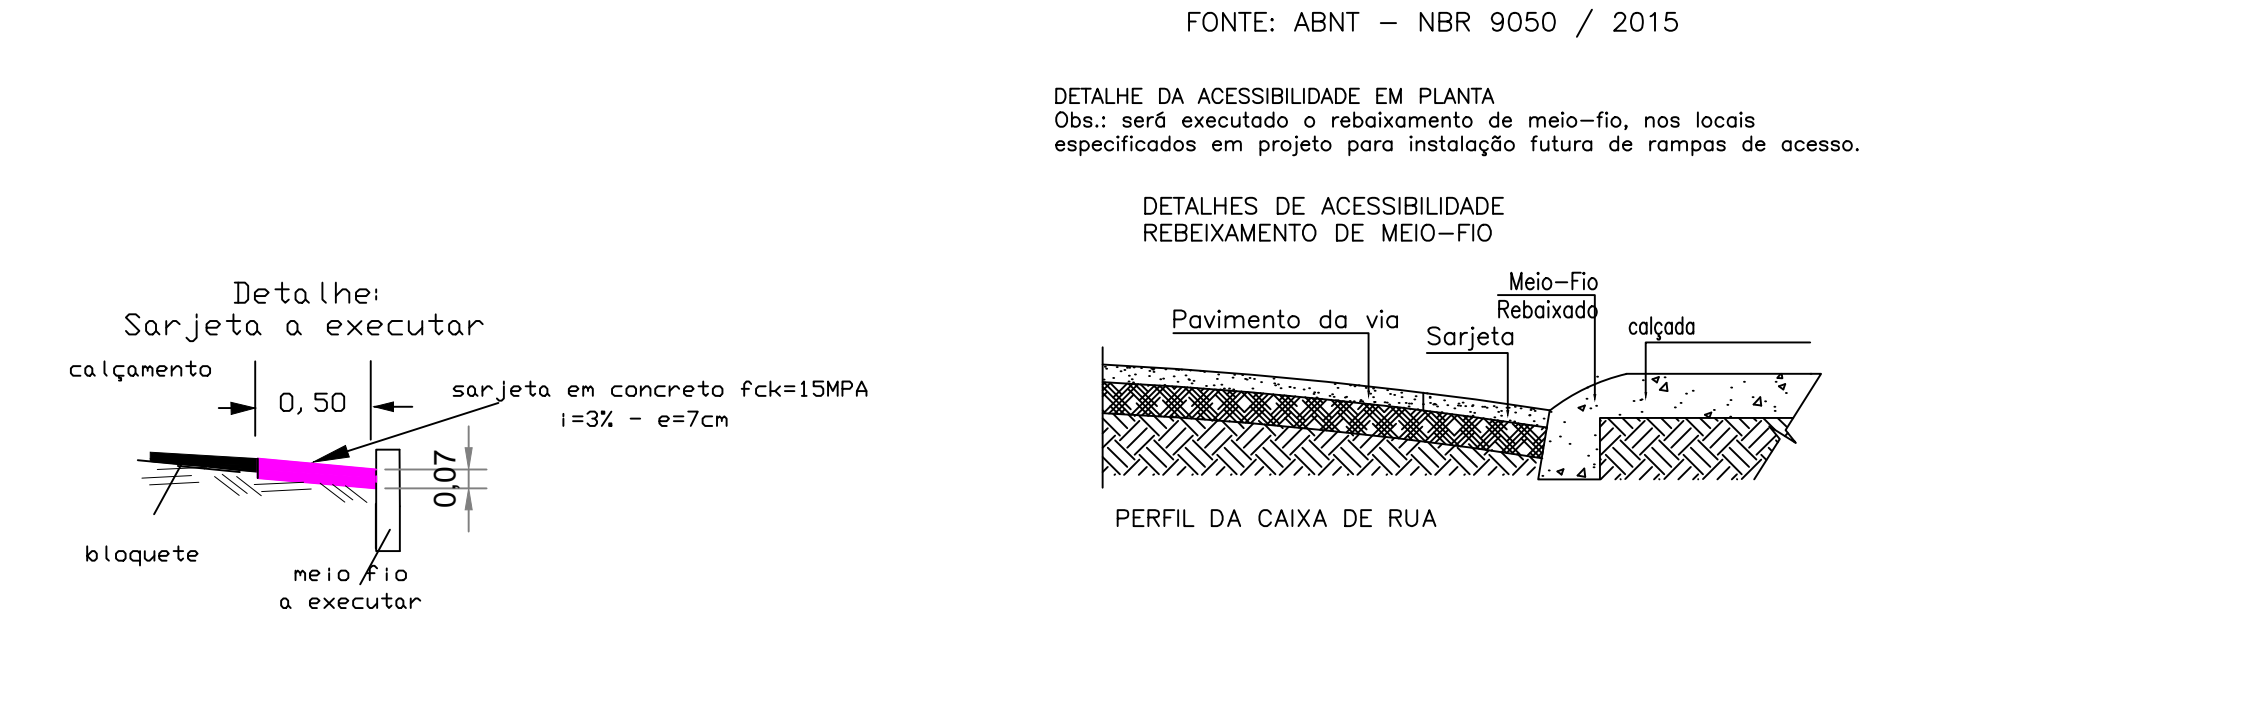 FONTE: ABNT – NBR 9050 / 2015
DETALHE DA ACESSIBILIDADE EM PLANTA
Obs.: será executado o rebaixamento de meio–fio, nos locais
especificados em projeto para instalação futura de rampas de acesso.
DETALHES DE ACESSIBILIDADE
REBEIXAMENTO DE MEIO–FIO
Meio–Fio
Rebaixado
Pavimento da via
Sarjeta
calçada
PERFIL DA CAIXA DE RUA
Detalhe:
Sarjeta a executar
calçamento
0,50
sarjeta em concreto fck=15MPA
i=3% – e=7cm
0,07
bloquete
meio fio
a executar